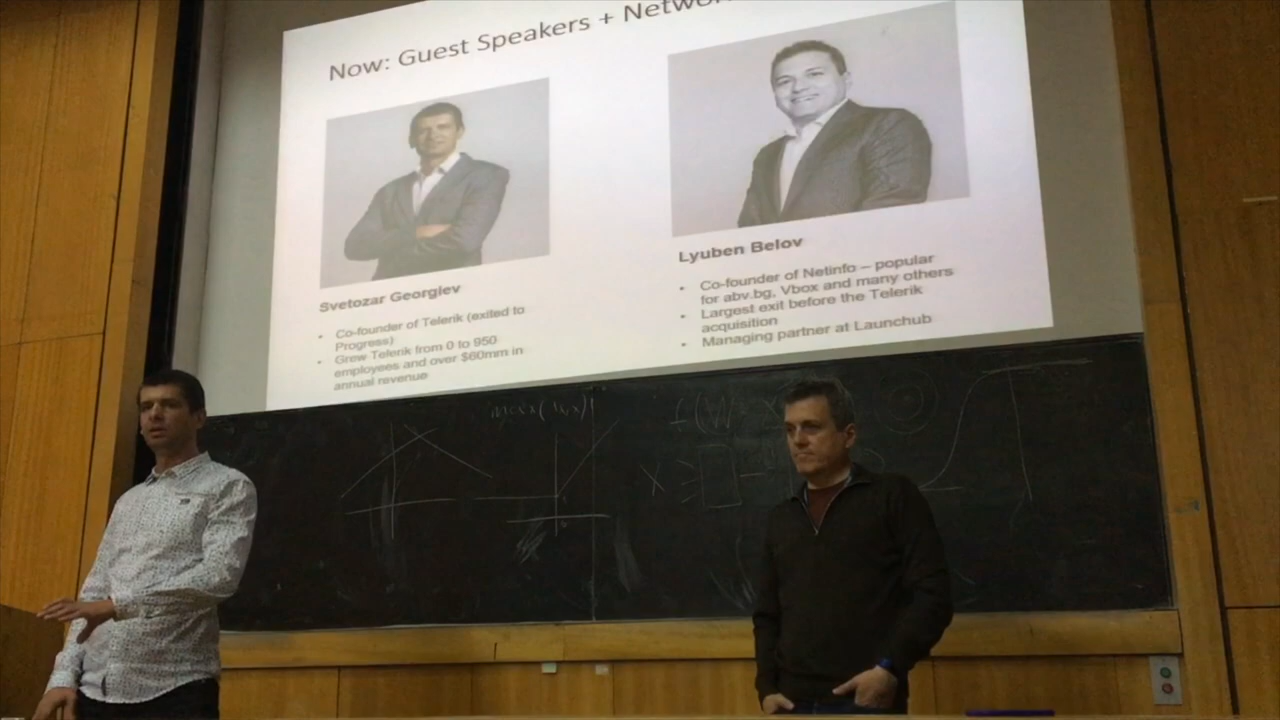 Now: Guest Speakers + Networ
Svetozar Georgiev
• Co-founder of Telerik (exited to
Progress)
• Grew Telerik from 0 to 950
employees and over $60mm in
annual revenue
Lyuben Belov
• Co-founder of Netinfo – popular
for abv.bg, Vbox and many others
• Largest exit before the Telerik
acquisition
• Managing partner at Launchub
f(W
x